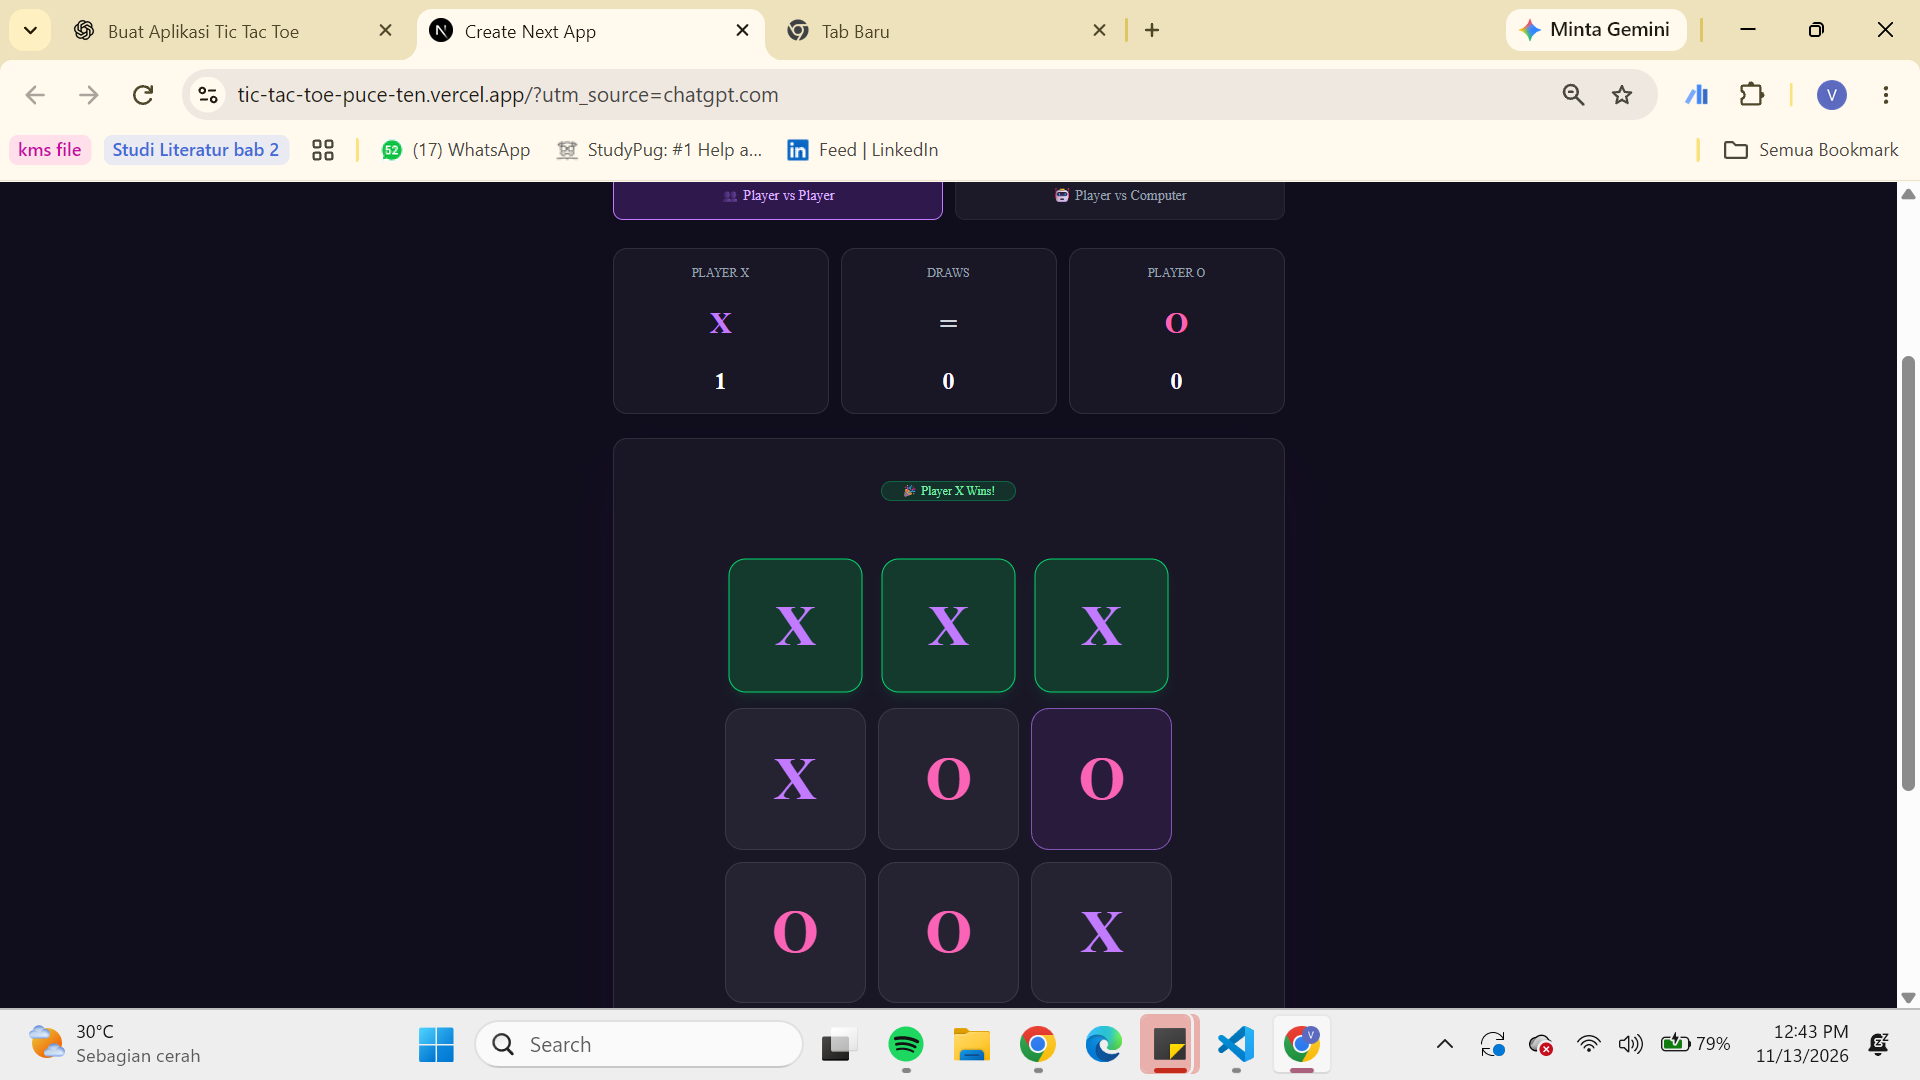 Buat Aplikasi Tic Tac Toe
Create Next App
Tab Baru
Minta Gemini
tic-tac-toe-puce-ten.vercel.app/?utm_source=chatgpt.com
V
kms file
Studi Literatur bab 2
52
(17) WhatsApp
StudyPug: #1 Help a...
Feed | LinkedIn
Semua Bookmark
Player vs Player
Player vs Computer
PLAYER X
DRAWS
PLAYER O
X
=
O
1
0
0
Player X Wins!
X X X
X O O
O O X
30°C
Sebagian cerah
Search
V
79%
12:43 PM
11/13/2026